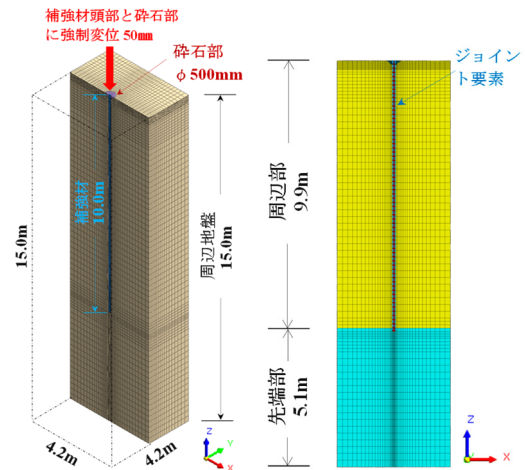 補強材頭部と砕石部
に強制変位 50㎜
砕石部
φ 500mm
補強材
10.0m
15.0m
周辺地盤
15.0m
4.2m
4.2m
Z
Y
X
ジョイン
ト要素
周辺部
9.9m
先端部
5.1m
Z
Y
X